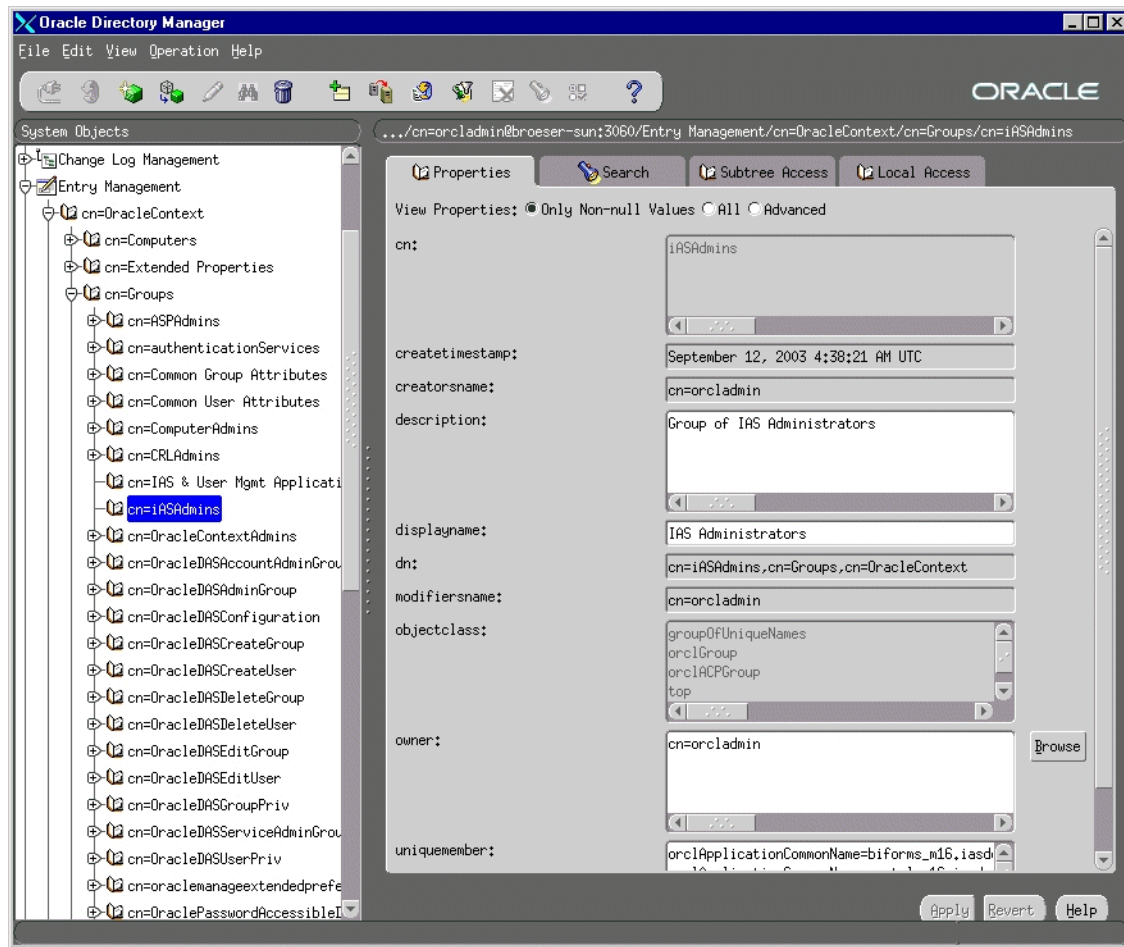 Oracle Directory Manager
File Edit View Operation Help
ORACLE
System Objects
.../cn=orcladmin@broeser-sun:3060/Entry Management/cn=OracleContext/cn=Groups/cn=iASAdmins
Change Log Management
Entry Management
cn=OracleContext
cn=Computers
cn=Extended Properties
cn=Groups
cn=ASPAdmins
cn=authenticationServices
cn=Common Group Attributes
cn=Common User Attributes
cn=ComputerAdmins
cn=CRLAdmins
cn=IAS & User Mgmt Applicati
cn=iASAdmins
cn=OracleContextAdmins
cn=OracleDASAccountAdminGrou
cn=OracleDASAdminGroup
cn=OracleDASConfiguration
cn=OracleDASCreateGroup
cn=OracleDASCreateUser
cn=OracleDASDeleteGroup
cn=OracleDASDeleteUser
cn=OracleDASEditGroup
cn=OracleDASEditUser
cn=OracleDASGroupPriv
cn=OracleDASServiceAdminGrou
cn=OracleDASUserPriv
cn=oraclemanageextendedprefe
cn=OraclePasswordAccessibleD
Properties Search Subtree Access Local Access
View Properties: Only Non-null Values All Advanced
cn: iASAdmins
createtimestamp: September 12, 2003 4:38:21 AM UTC
creatorsname: cn=orcladmin
description: Group of IAS Administrators
displayname: IAS Administrators
dn: cn=iASAdmins,cn=Groups,cn=OracleContext
modifiersname: cn=orcladmin
objectclass: groupOfUniqueNames
orclGroup
orclACPGroup
top
owner: cn=orcladmin
Browse
uniquemember: orclApplicationCommonName=biforms_m16.iasd
Apply Revert Help